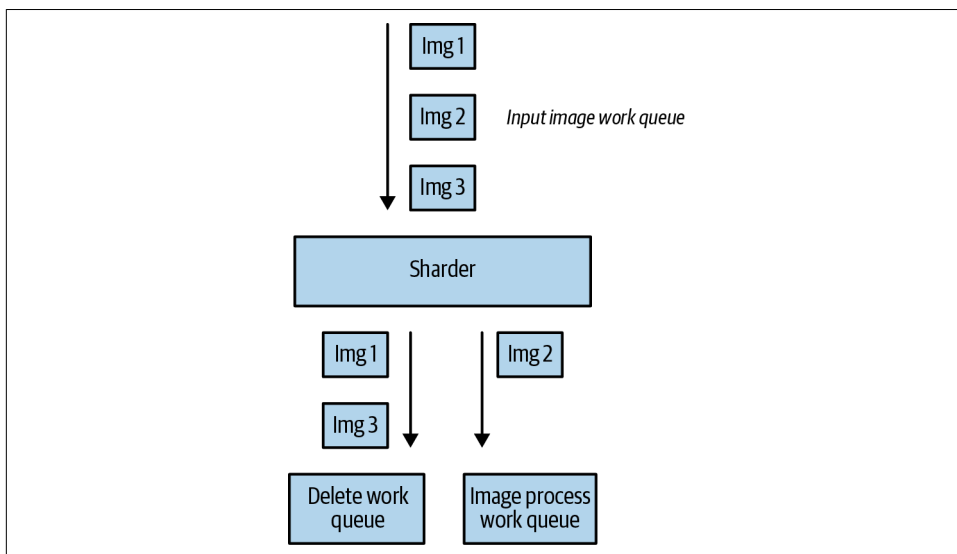 Img 1
Img 2
Input image work queue
Img 3
Sharder
Img 1
Img 2
Img 3
Delete work
queue
Image process
work queue